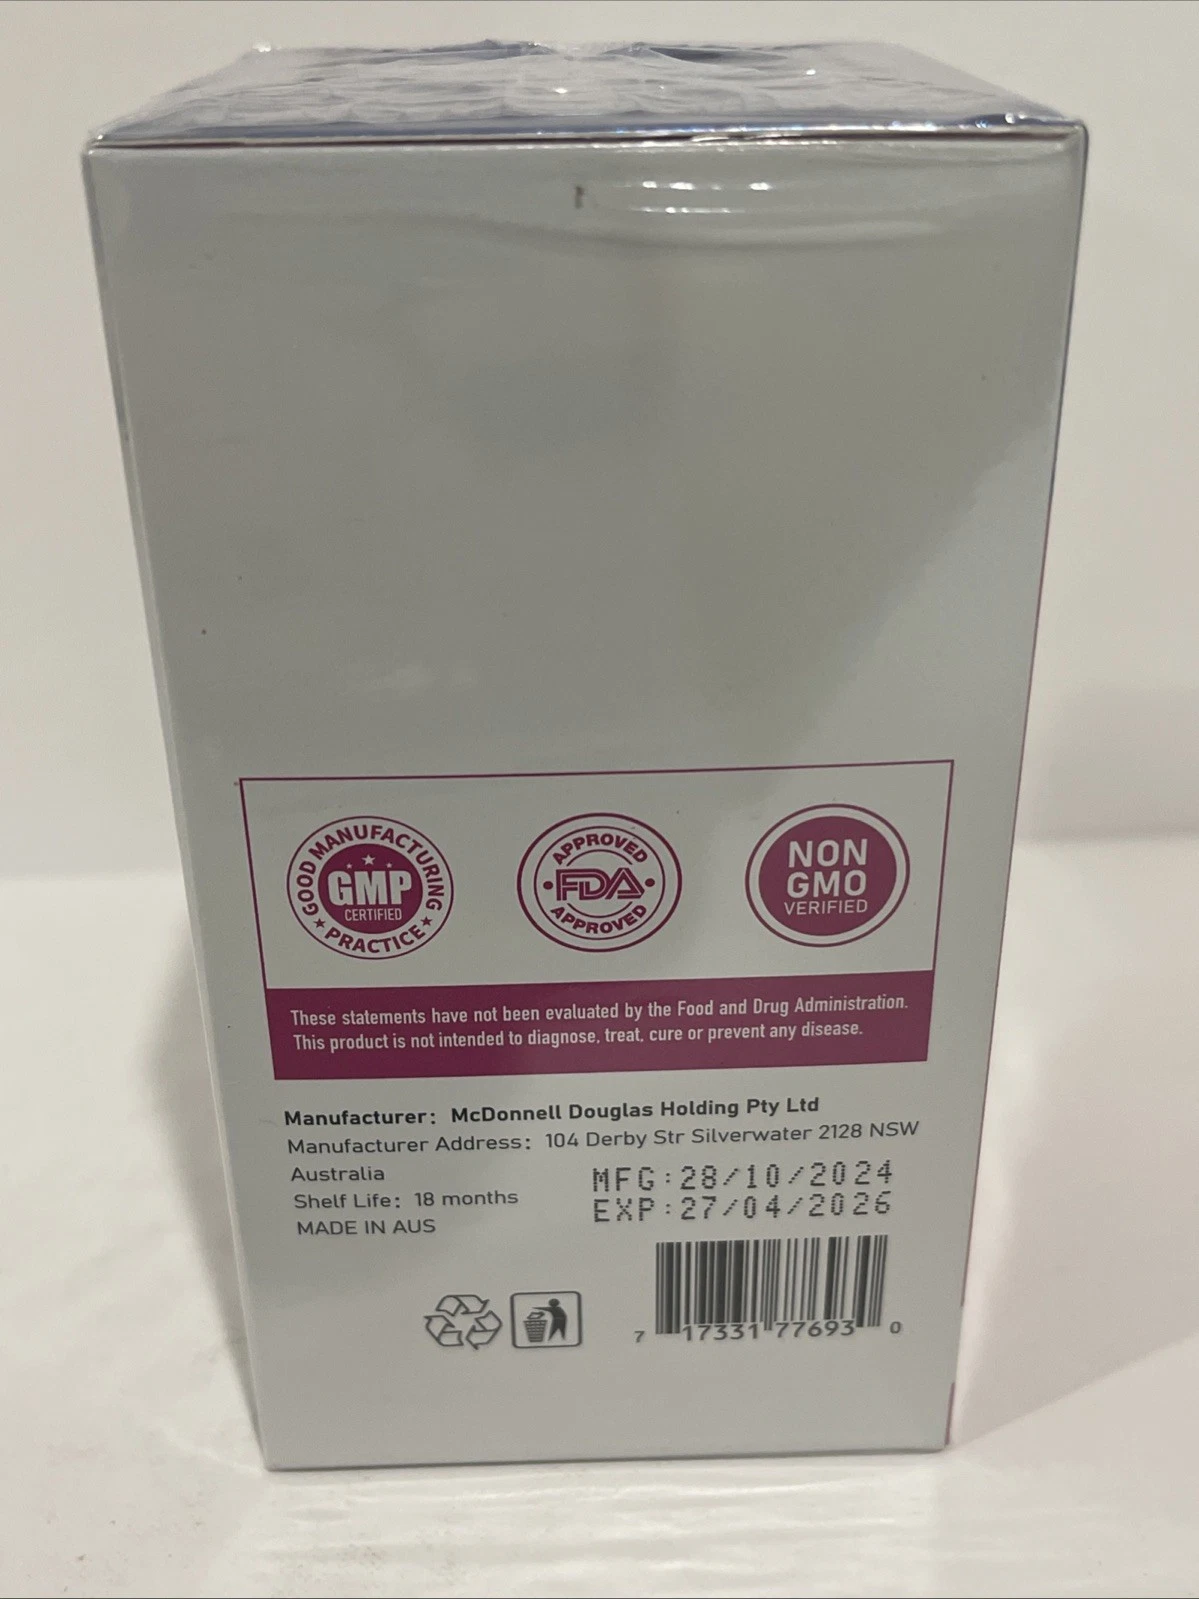 GOOD MANUFACTURING
GMP
CERTIFIED
PRACTICE
APPROVED
FDA
APPROVED
NON
GMO
VERIFIED
These statements have not been evaluated by the Food and Drug Administration.
This product is not intended to diagnose, treat, cure or prevent any disease.
Manufacturer: McDonnell Douglas Holding Pty Ltd
Manufacturer Address: 104 Derby Str Silverwater 2128 NSW
Australia
Shelf Life: 18 months
MADE IN AUS
MFG:28/10/2024
EXP:27/04/2026
7 17331 77693 0